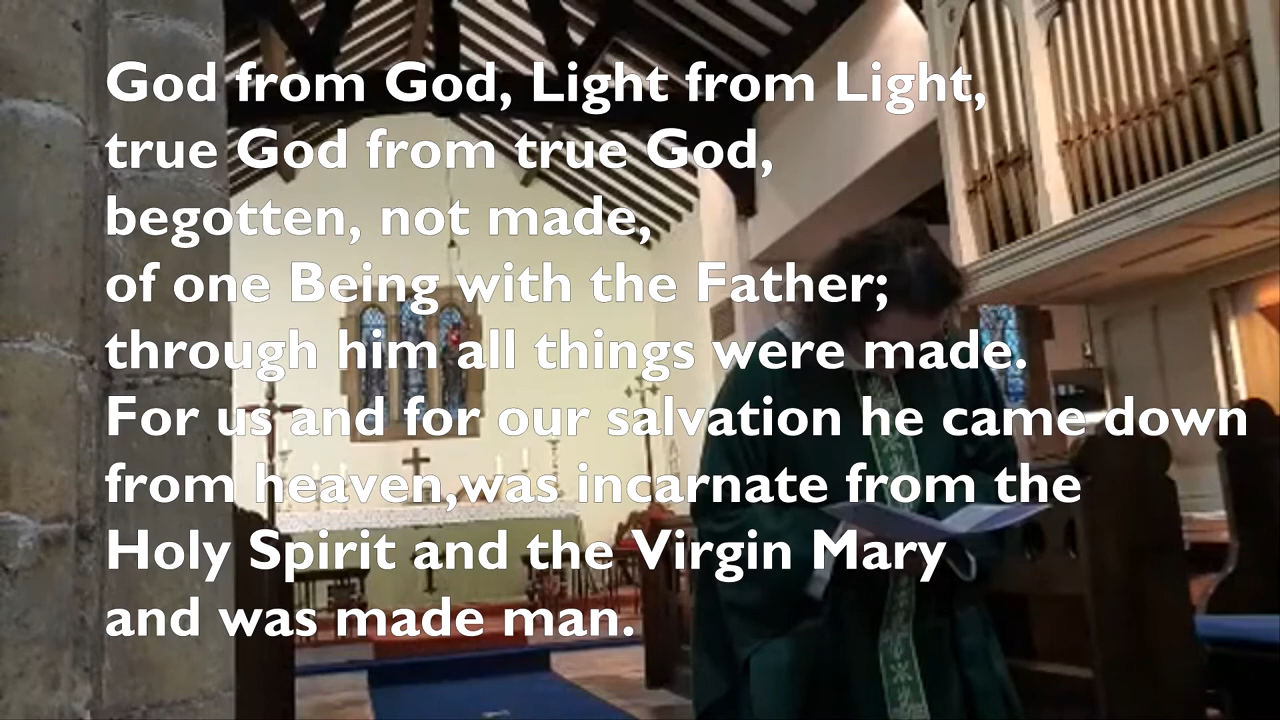 God from God, Light from Light,
true God from true God,
begotten, not made,
of one Being with the Father;
through him all things were made.
For us and for our salvation he came down
from heaven,was incarnate from the
Holy Spirit and the Virgin Mary
and was made man.